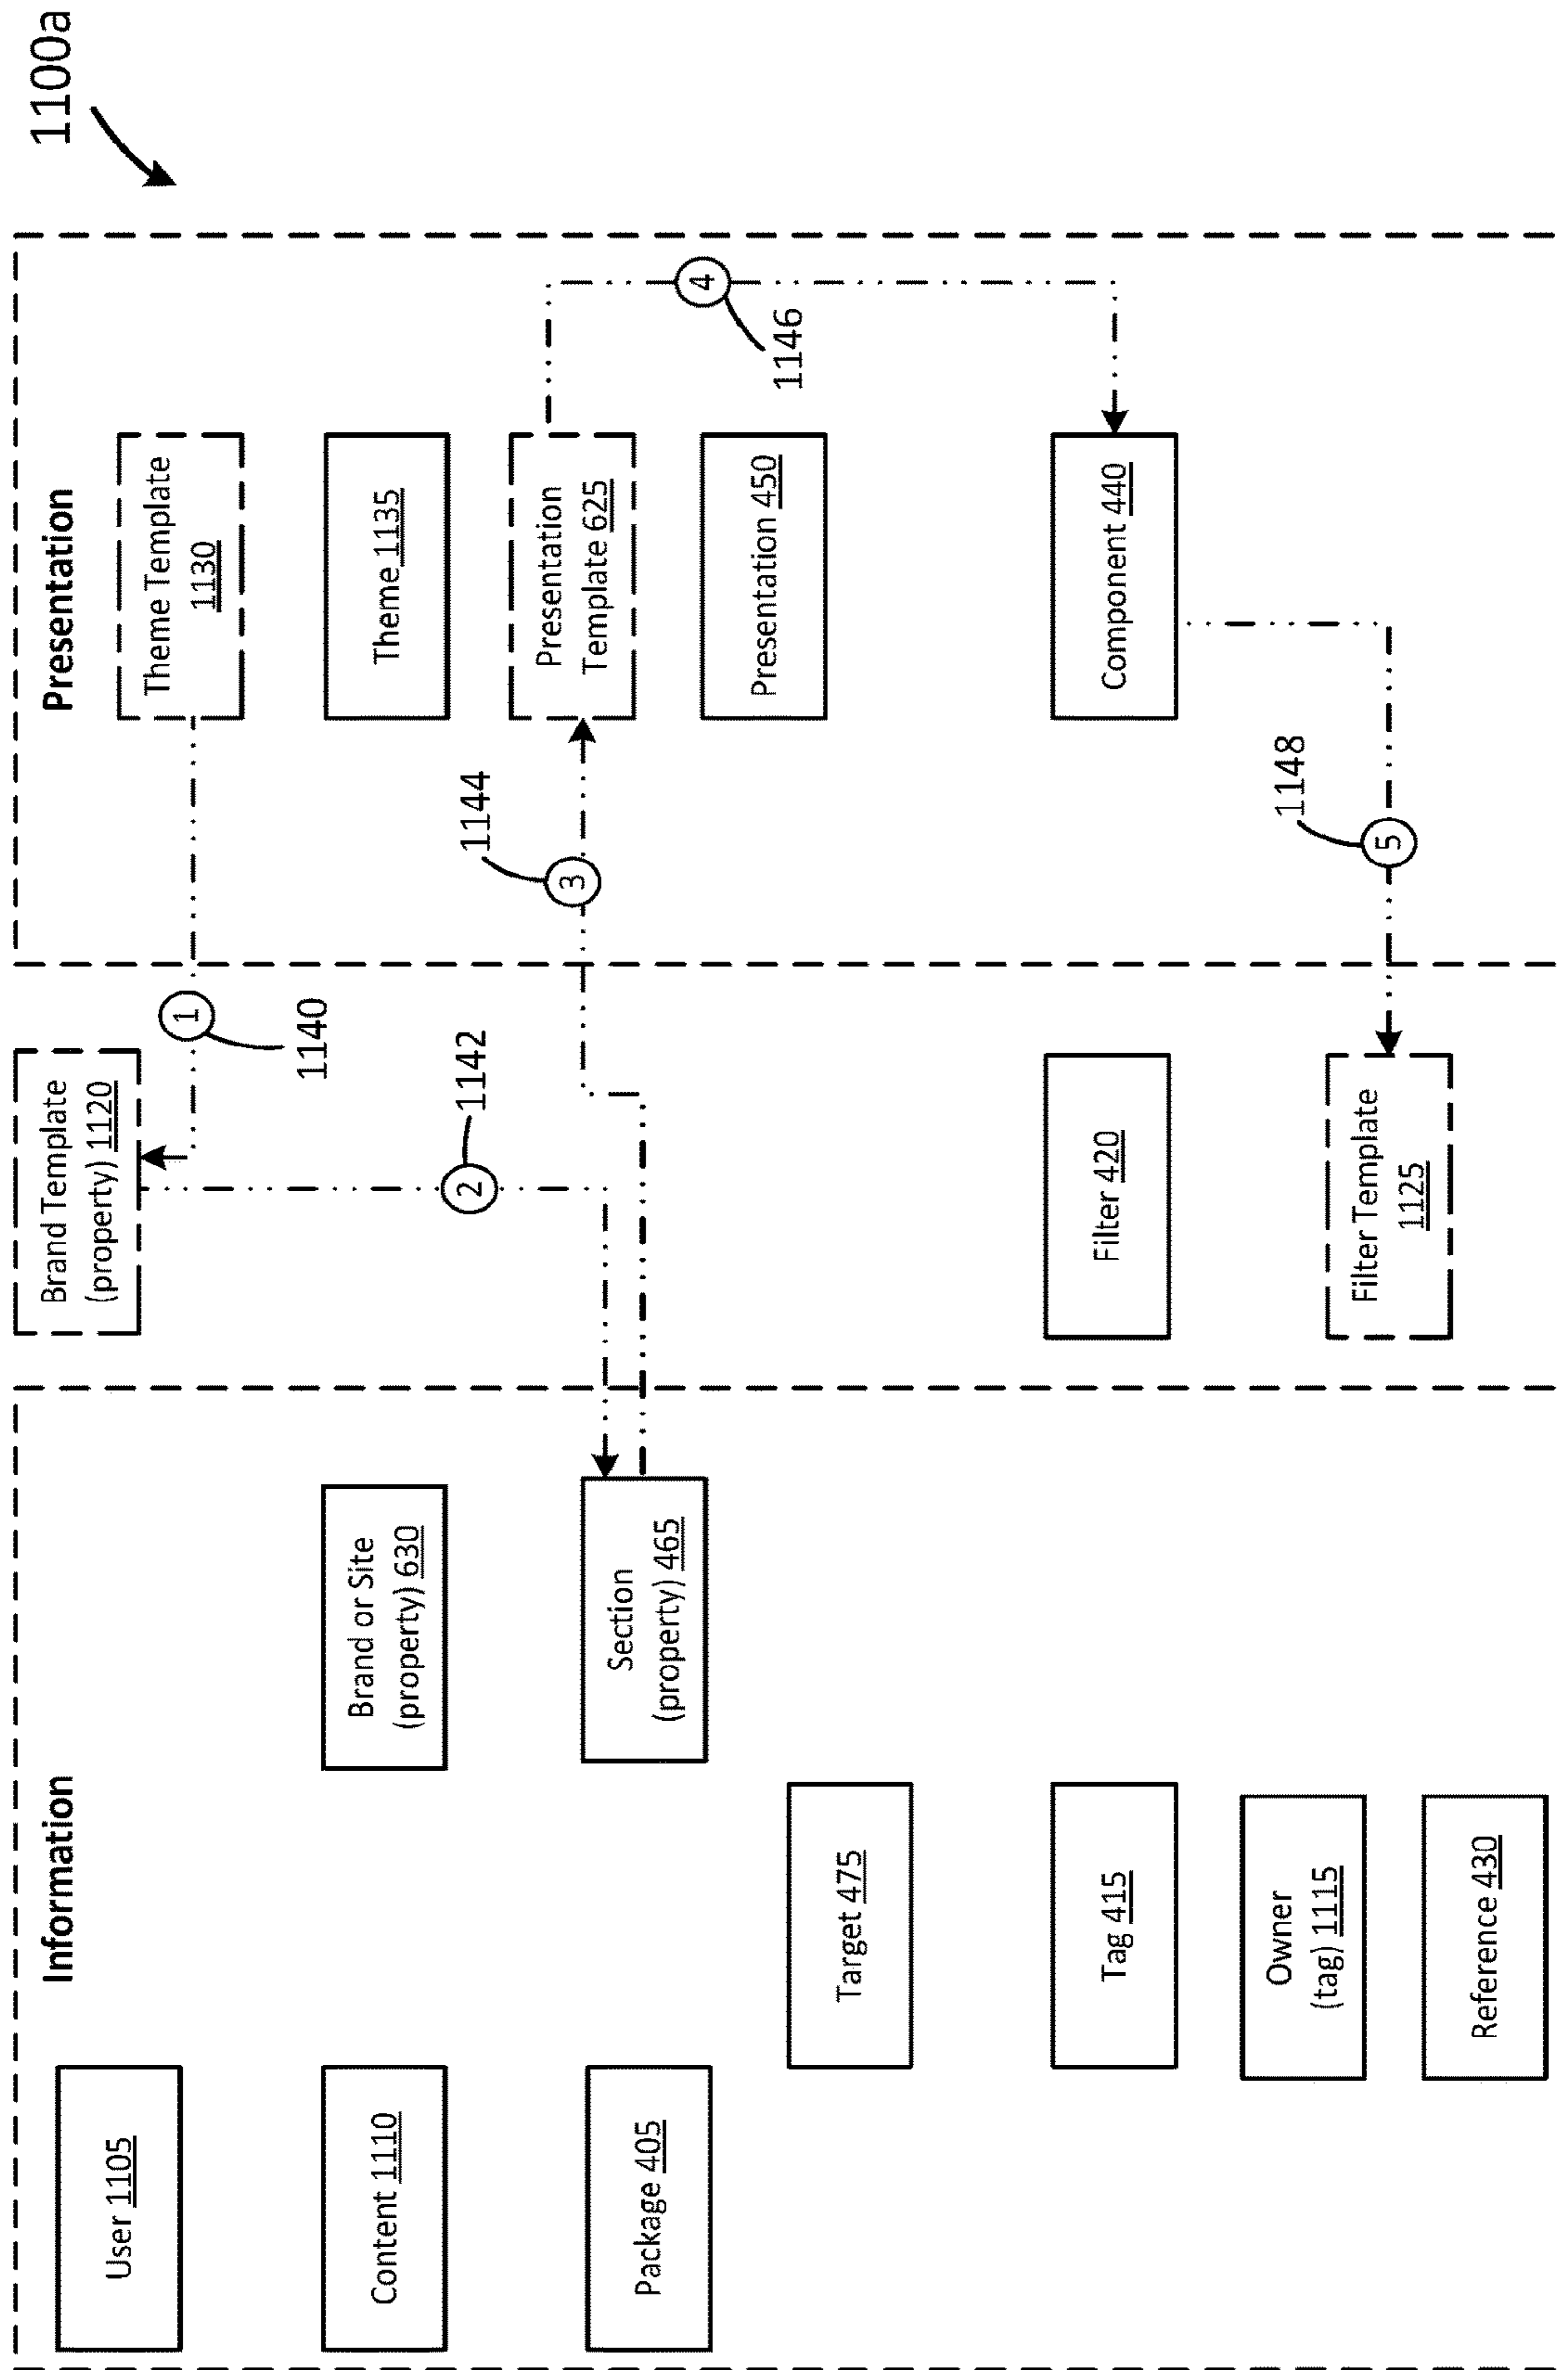 1100a
Information
Presentation
User 1105
Content 1110
Package 405
Brand or Site
(property) 630
Section
(property) 465
Target 475
Tag 415
Owner
(tag) 1115
Reference 430
Brand Template
(property) 1120
1
1140
2
1142
Filter 420
Filter Template
1125
Theme Template
1130
Theme 1135
Presentation
Template 625
Presentation 450
Component 440
3
1144
4
1146
5
1148